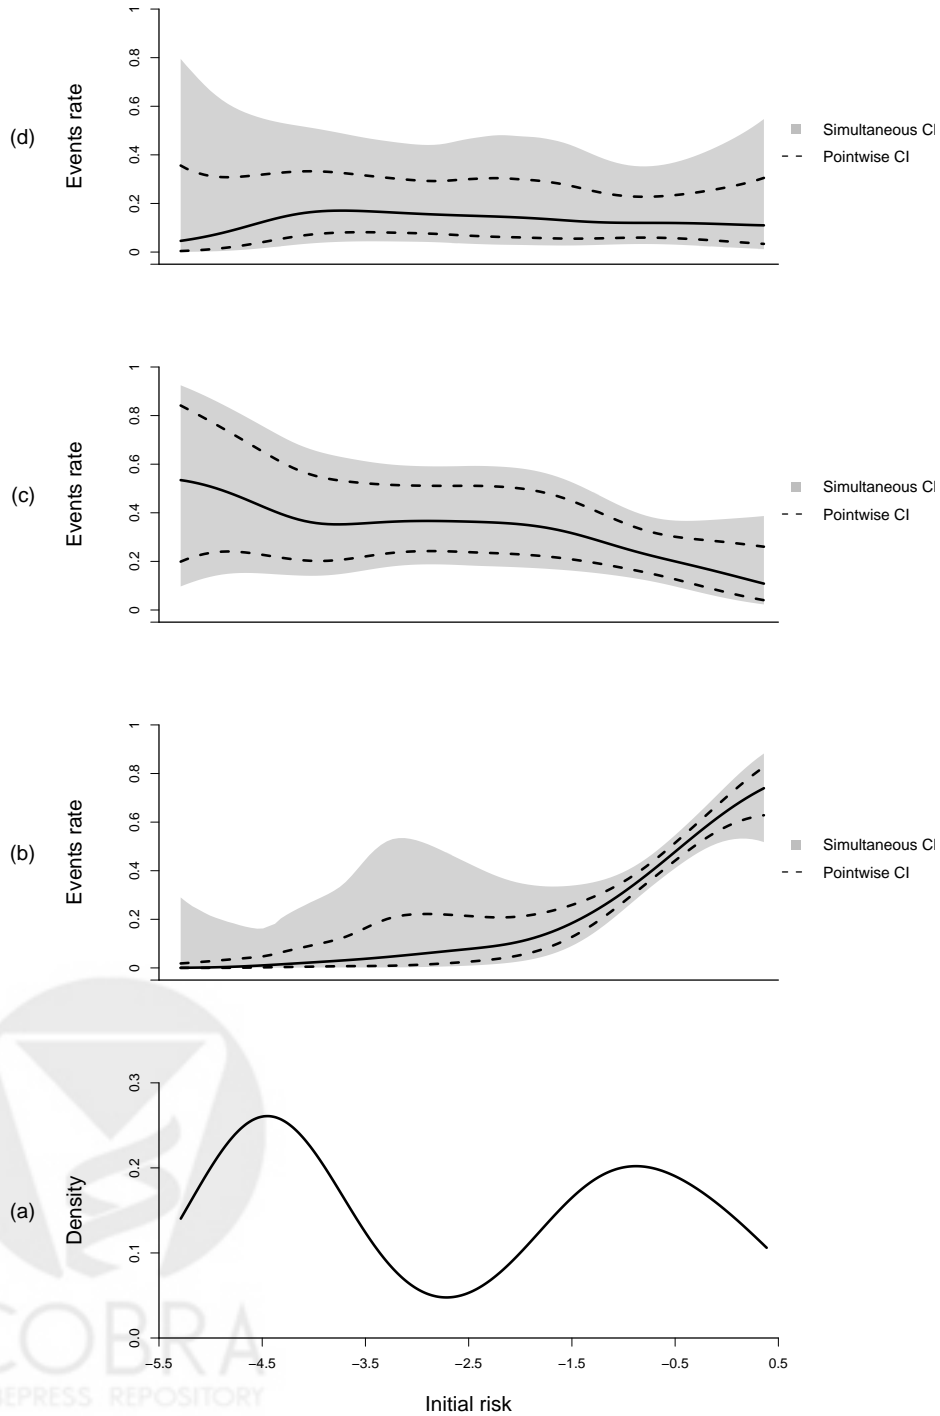 1
0.8
0.6
0.4
0.2
0
Events rate
(d)
Simultaneous CI
Pointwise CI
1
0.8
0.6
0.4
0.2
0
Events rate
(c)
Simultaneous CI
Pointwise CI
1
0.8
0.6
0.4
0.2
0
Events rate
(b)
Simultaneous CI
Pointwise CI
0.3
0.2
0.1
0.0
Density
(a)
−5.5 −4.5 −3.5 −2.5 −1.5 −0.5 0.5
Initial risk
COBRA
BEPRESS REPOSITORY